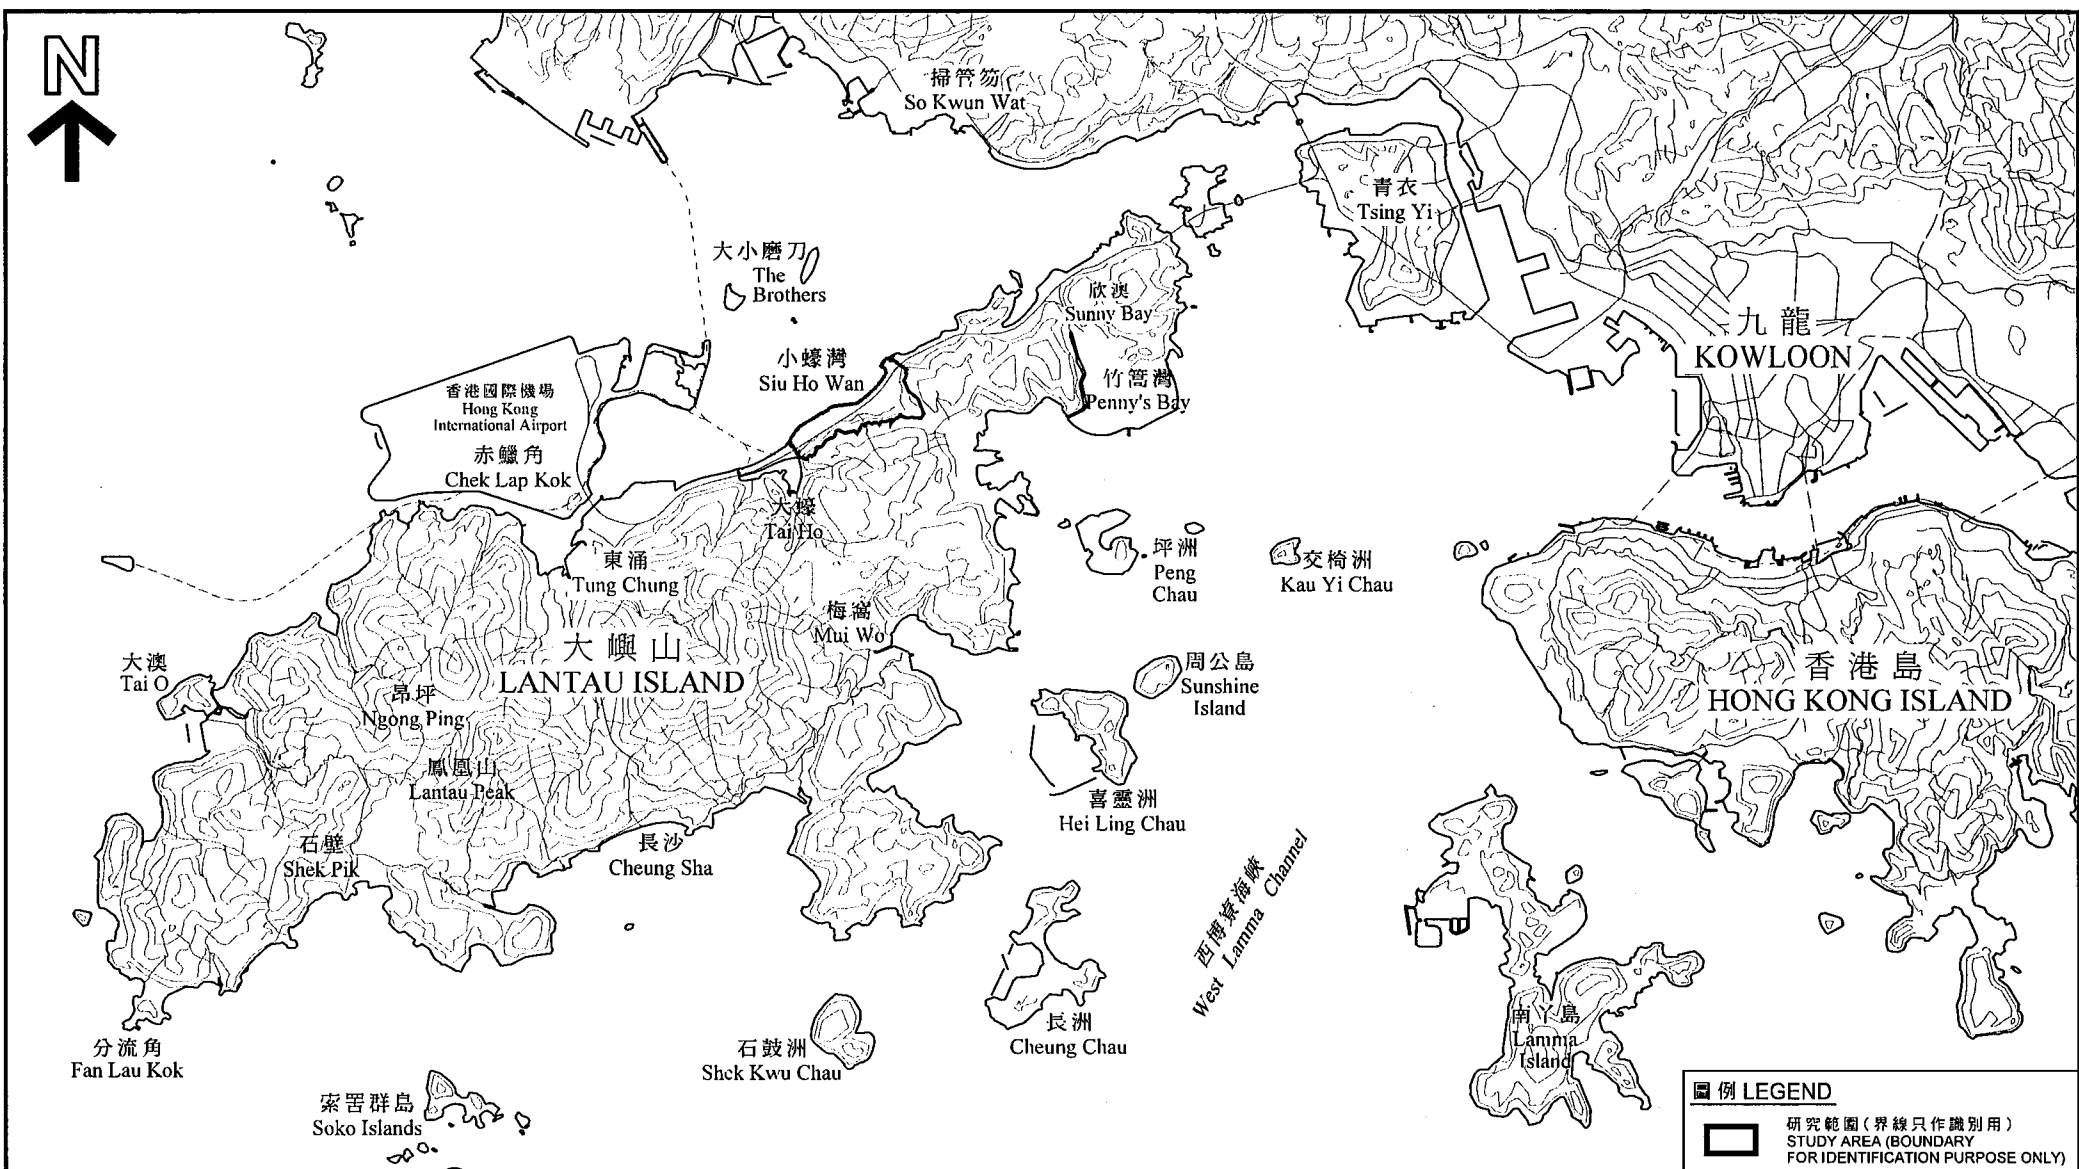 N
掃管笏
So Kwun Wat
青衣
Tsing Yi
大小磨刀
The
Brothers
欣澳
Sunny Bay
九龍
KOWLOON
小蠔灣
Siu Ho Wan
竹篙灣
Penny's Bay
香港國際機場
Hong Kong
International Airport
赤鱲角
Chek Lap Kok
大蠔
Tai Ho
東涌
Tung Chung
坪洲
Peng
Chau
交椅洲
Kau Yi Chau
梅窩
Mui Wo
大嶼山
LANTAU ISLAND
大澳
Tai O
昂坪
Ngong Ping
周公島
Sunshine
Island
香港島
HONG KONG ISLAND
鳳凰山
Lantau Peak
喜靈洲
Hei Ling Chau
石壁
Shek Pik
長沙
Cheung Sha
西博寮海峽
West Lamma Channel
分流角
Fan Lau Kok
石鼓洲
Shek Kwu Chau
長洲
Cheung Chau
南丫島
Lamma
Island
索罟群島
Soko Islands
圖例 LEGEND
研究範圍(界線只作識別用)
STUDY AREA (BOUNDARY
FOR IDENTIFICATION PURPOSE ONLY)